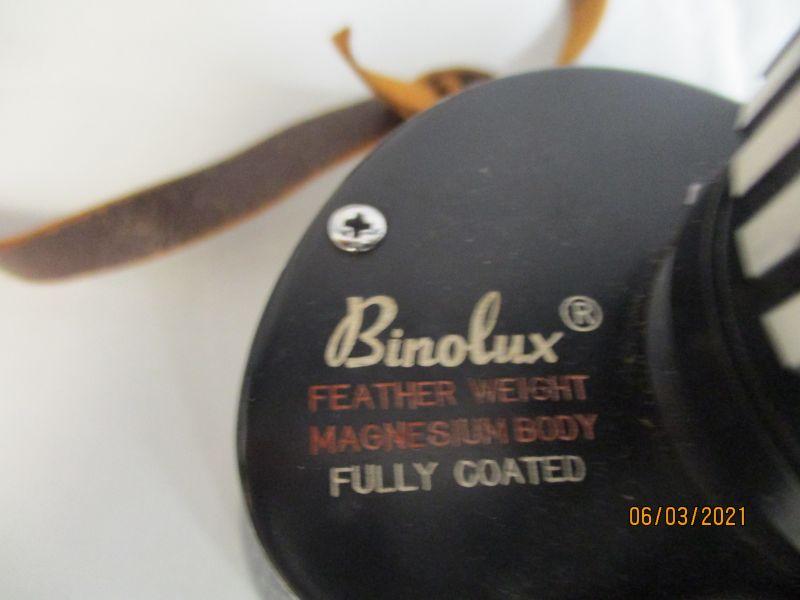 Binolux®
FEATHER WEIGHT
MAGNESIUM BODY
FULLY COATED
06/03/2021